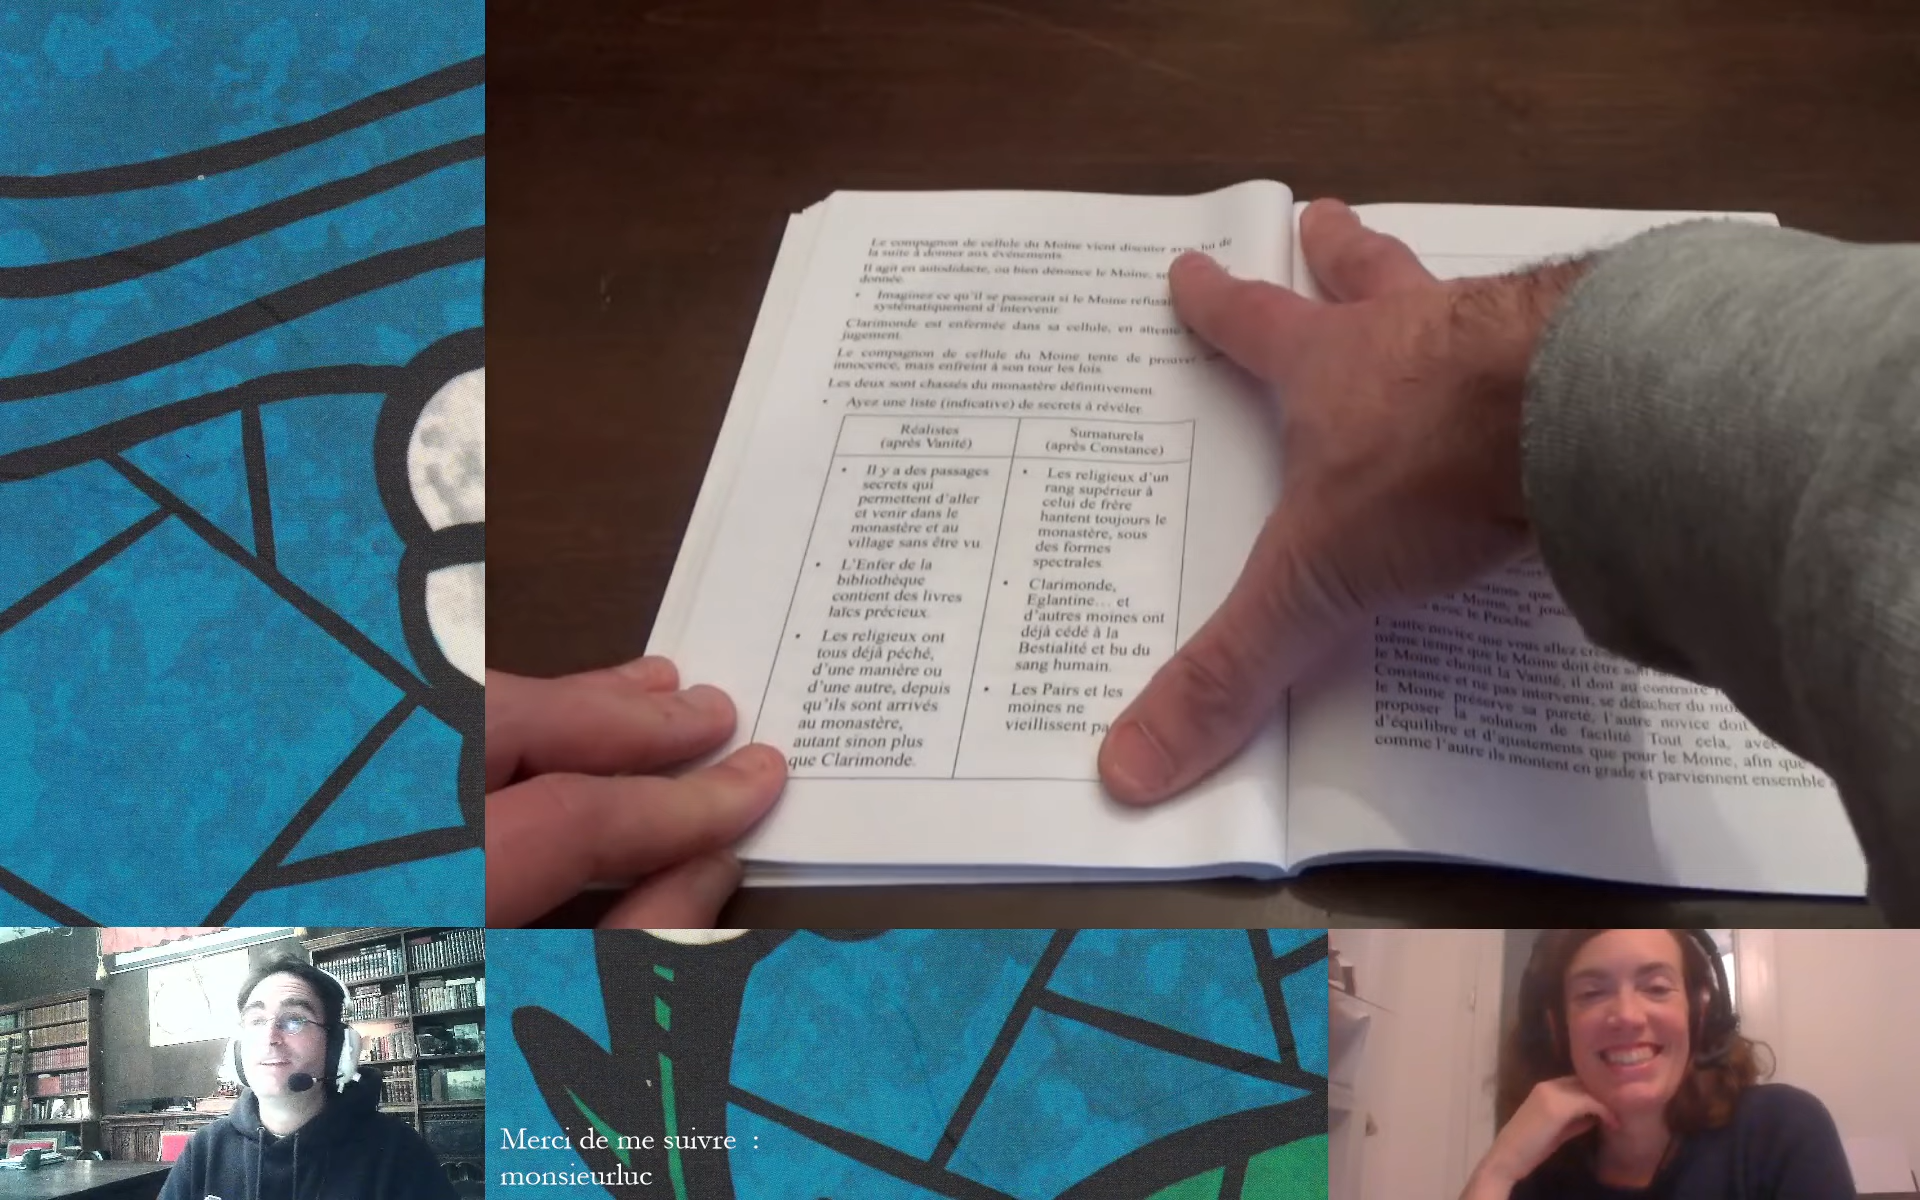 Le compagnon de cellule du Moine vient discuter avec lui de
la suite à donner aux événements.
Il agit en autodidacte, ou bien dénonce le Moine, se
donnée.
• Imaginez ce qu'il se passerait si le Moine refusait
systématiquement d'intervenir.
Clarimonde est enfermée dans sa cellule, en attente
jugement.
Le compagnon de cellule du Moine tente de prouver
innocence, mais enfreint à son tour les lois.
Les deux sont chassés du monastère définitivement.
• Ayez une liste (indicative) de secrets à révéler.
Réalistes
(après Vanité)
• Il y a des passages
secrets qui
permettent d'aller
et venir dans le
monastère et au
village sans être vu.
• L'Enfer de la
bibliothèque
contient des livres
laïcs précieux.
• Les religieux ont
tous déjà péché,
d'une manière ou
d'une autre, depuis
qu'ils sont arrivés
au monastère,
autant sinon plus
que Clarimonde.
Surnaturels
(après Constance)
• Les religieux d'un
rang supérieur à
celui de frère
hantent toujours le
monastère, sous
des formes
spectrales.
• Clarimonde,
Eglantine… et
d'autres moines ont
déjà cédé à la
Bestialité et bu du
sang humain.
• Les Pairs et les
moines ne
vieillissent pa
que
Moine, et jou
avec le Proche.
L'autre novice que vous allez
même temps que le Moine doit être son
le Moine choisit la Vanité, il doit au contraire
Constance et ne pas intervenir, se détacher du mo
le Moine préserve sa pureté, l'autre novice doit
proposer la solution de facilité. Tout cela, avec
d'équilibre et d'ajustements que pour le Moine, afin que
comme l'autre ils montent en grade et parviennent ensemble
Merci de me suivre :
monsieurluc